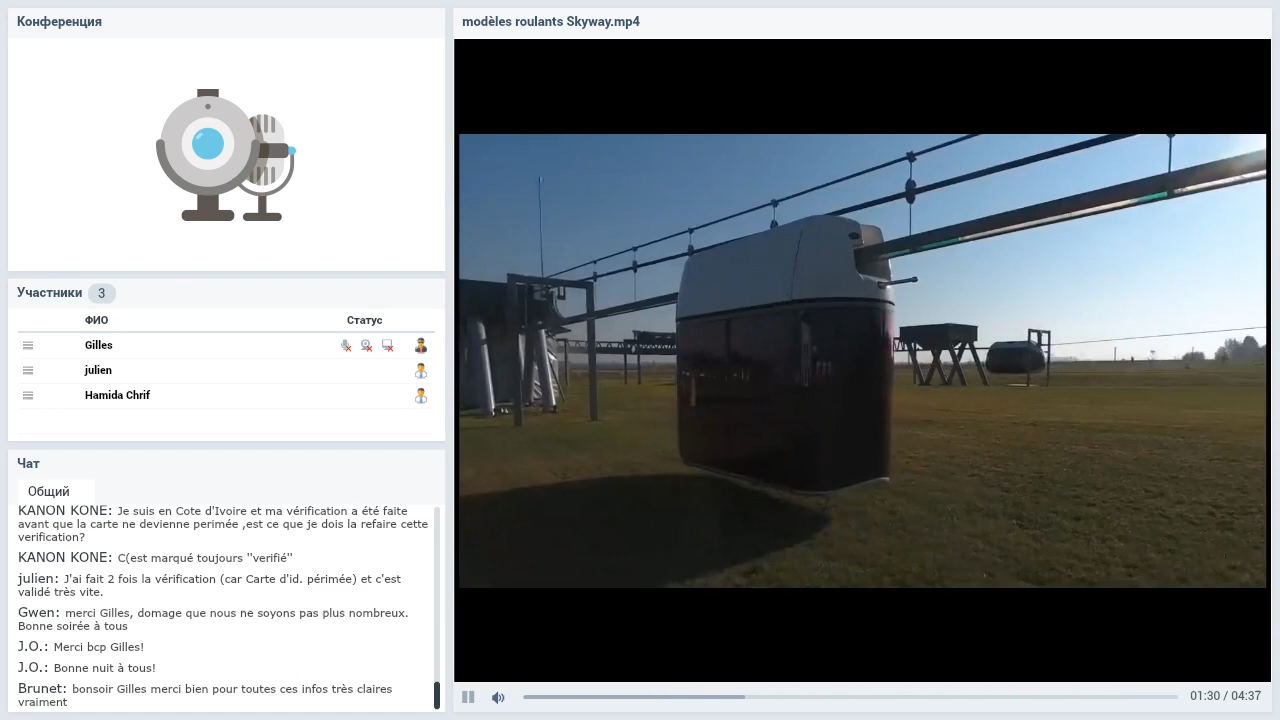 Конференция
modèles roulants Skyway.mp4
Участники 3
ФИО Статус
Gilles
julien
Hamida Chrif
Чат
Общий
KANON KONE: Je suis en Cote d'Ivoire et ma vérification a été faite
avant que la carte ne devienne perimée ,est ce que je dois la refaire cette
verification?
KANON KONE: C(est marqué toujours "verifié"
julien: J'ai fait 2 fois la vérification (car Carte d'id. périmée) et c'est
validé très vite.
Gwen: merci Gilles, domage que nous ne soyons pas plus nombreux.
Bonne soirée à tous
J.O.: Merci bcp Gilles!
J.O.: Bonne nuit à tous!
Brunet: bonsoir Gilles merci bien pour toutes ces infos très claires
vraiment
01:30 / 04:37